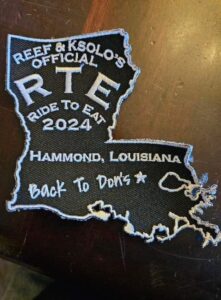 REEF & KSOLO'S
OFFICIAL
RTE
RIDE TO EAT
2024
HAMMOND, LOUISIANA
Back To Don's